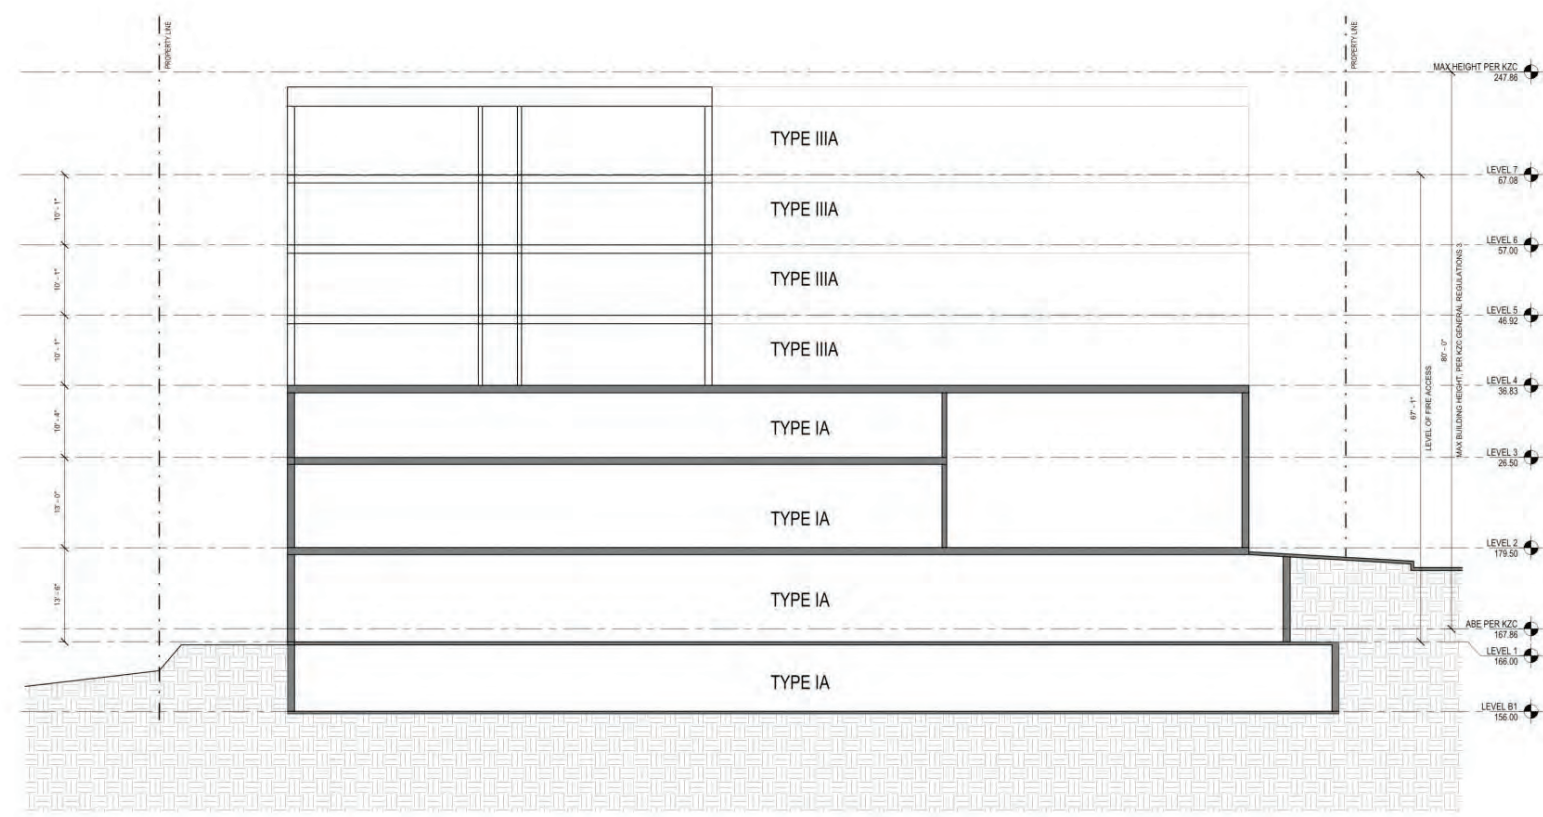 PROPERTY LINE
PROPERTY LINE
MAX HEIGHT PER KZC
247.86
TYPE IIIA
LEVEL 7
67.08
10' - 1"
TYPE IIIA
LEVEL 6
57.00
10' - 1"
TYPE IIIA
LEVEL 5
46.92
10' - 1"
TYPE IIIA
LEVEL 4
36.83
10' - 4"
TYPE IA
LEVEL 3
26.50
13' - 0"
TYPE IA
LEVEL 2
179.50
13' - 6"
TYPE IA
ABE PER KZC
167.86
LEVEL 1
166.00
TYPE IA
LEVEL B1
156.00
67' - 1"
LEVEL OF FIRE ACCESS
80' - 0"
MAX BUILDING HEIGHT, PER KZC GENERAL REGULATIONS 3